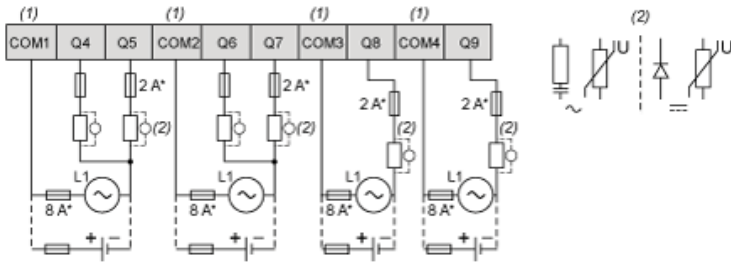 (1) (1) (1) (1) (2)
COM1 Q4 Q5 COM2 Q6 Q7 COM3 Q8 COM4 Q9
U U
2 A* 2 A* 2 A* 2 A*
(2) (2) (2) (2)
L1 L1 L1 L1
8 A* 8 A* 8 A* 8 A*
+ − + − + − + −